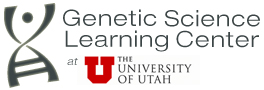 Genetic Science
Learning Center
at U THE
UNIVERSITY
OF UTAH